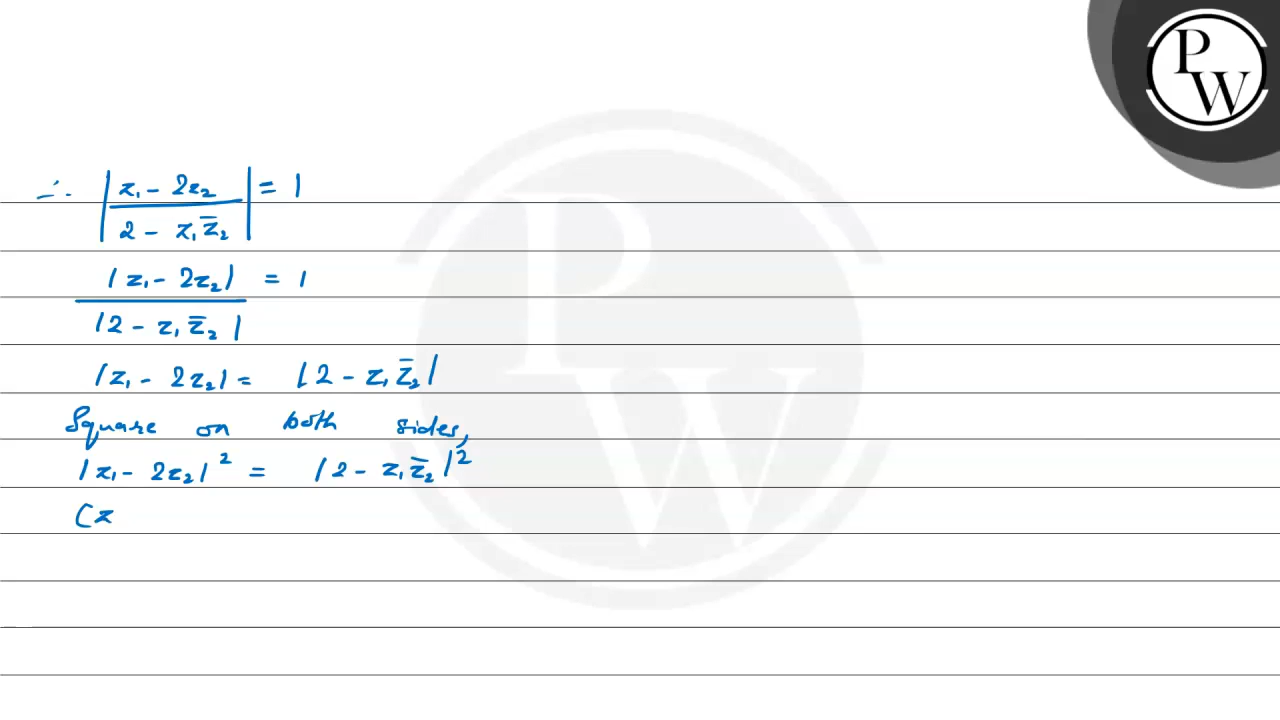 PW
∴ |z₁ - 2z₂ / 2 - z₁z̄₂| = 1
|z₁ - 2z₂| / |2 - z₁z̄₂| = 1
|z₁ - 2z₂| = |2 - z₁z̄₂|
Square on both sides,
|z₁ - 2z₂|² = |2 - z₁z̄₂|²
(z